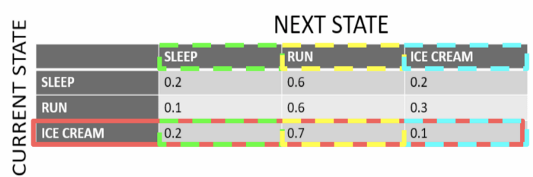 NEXT STATE
CURRENT STATE
SLEEP RUN ICE CREAM
SLEEP 0.2 0.6 0.2
RUN 0.1 0.6 0.3
ICE CREAM 0.2 0.7 0.1